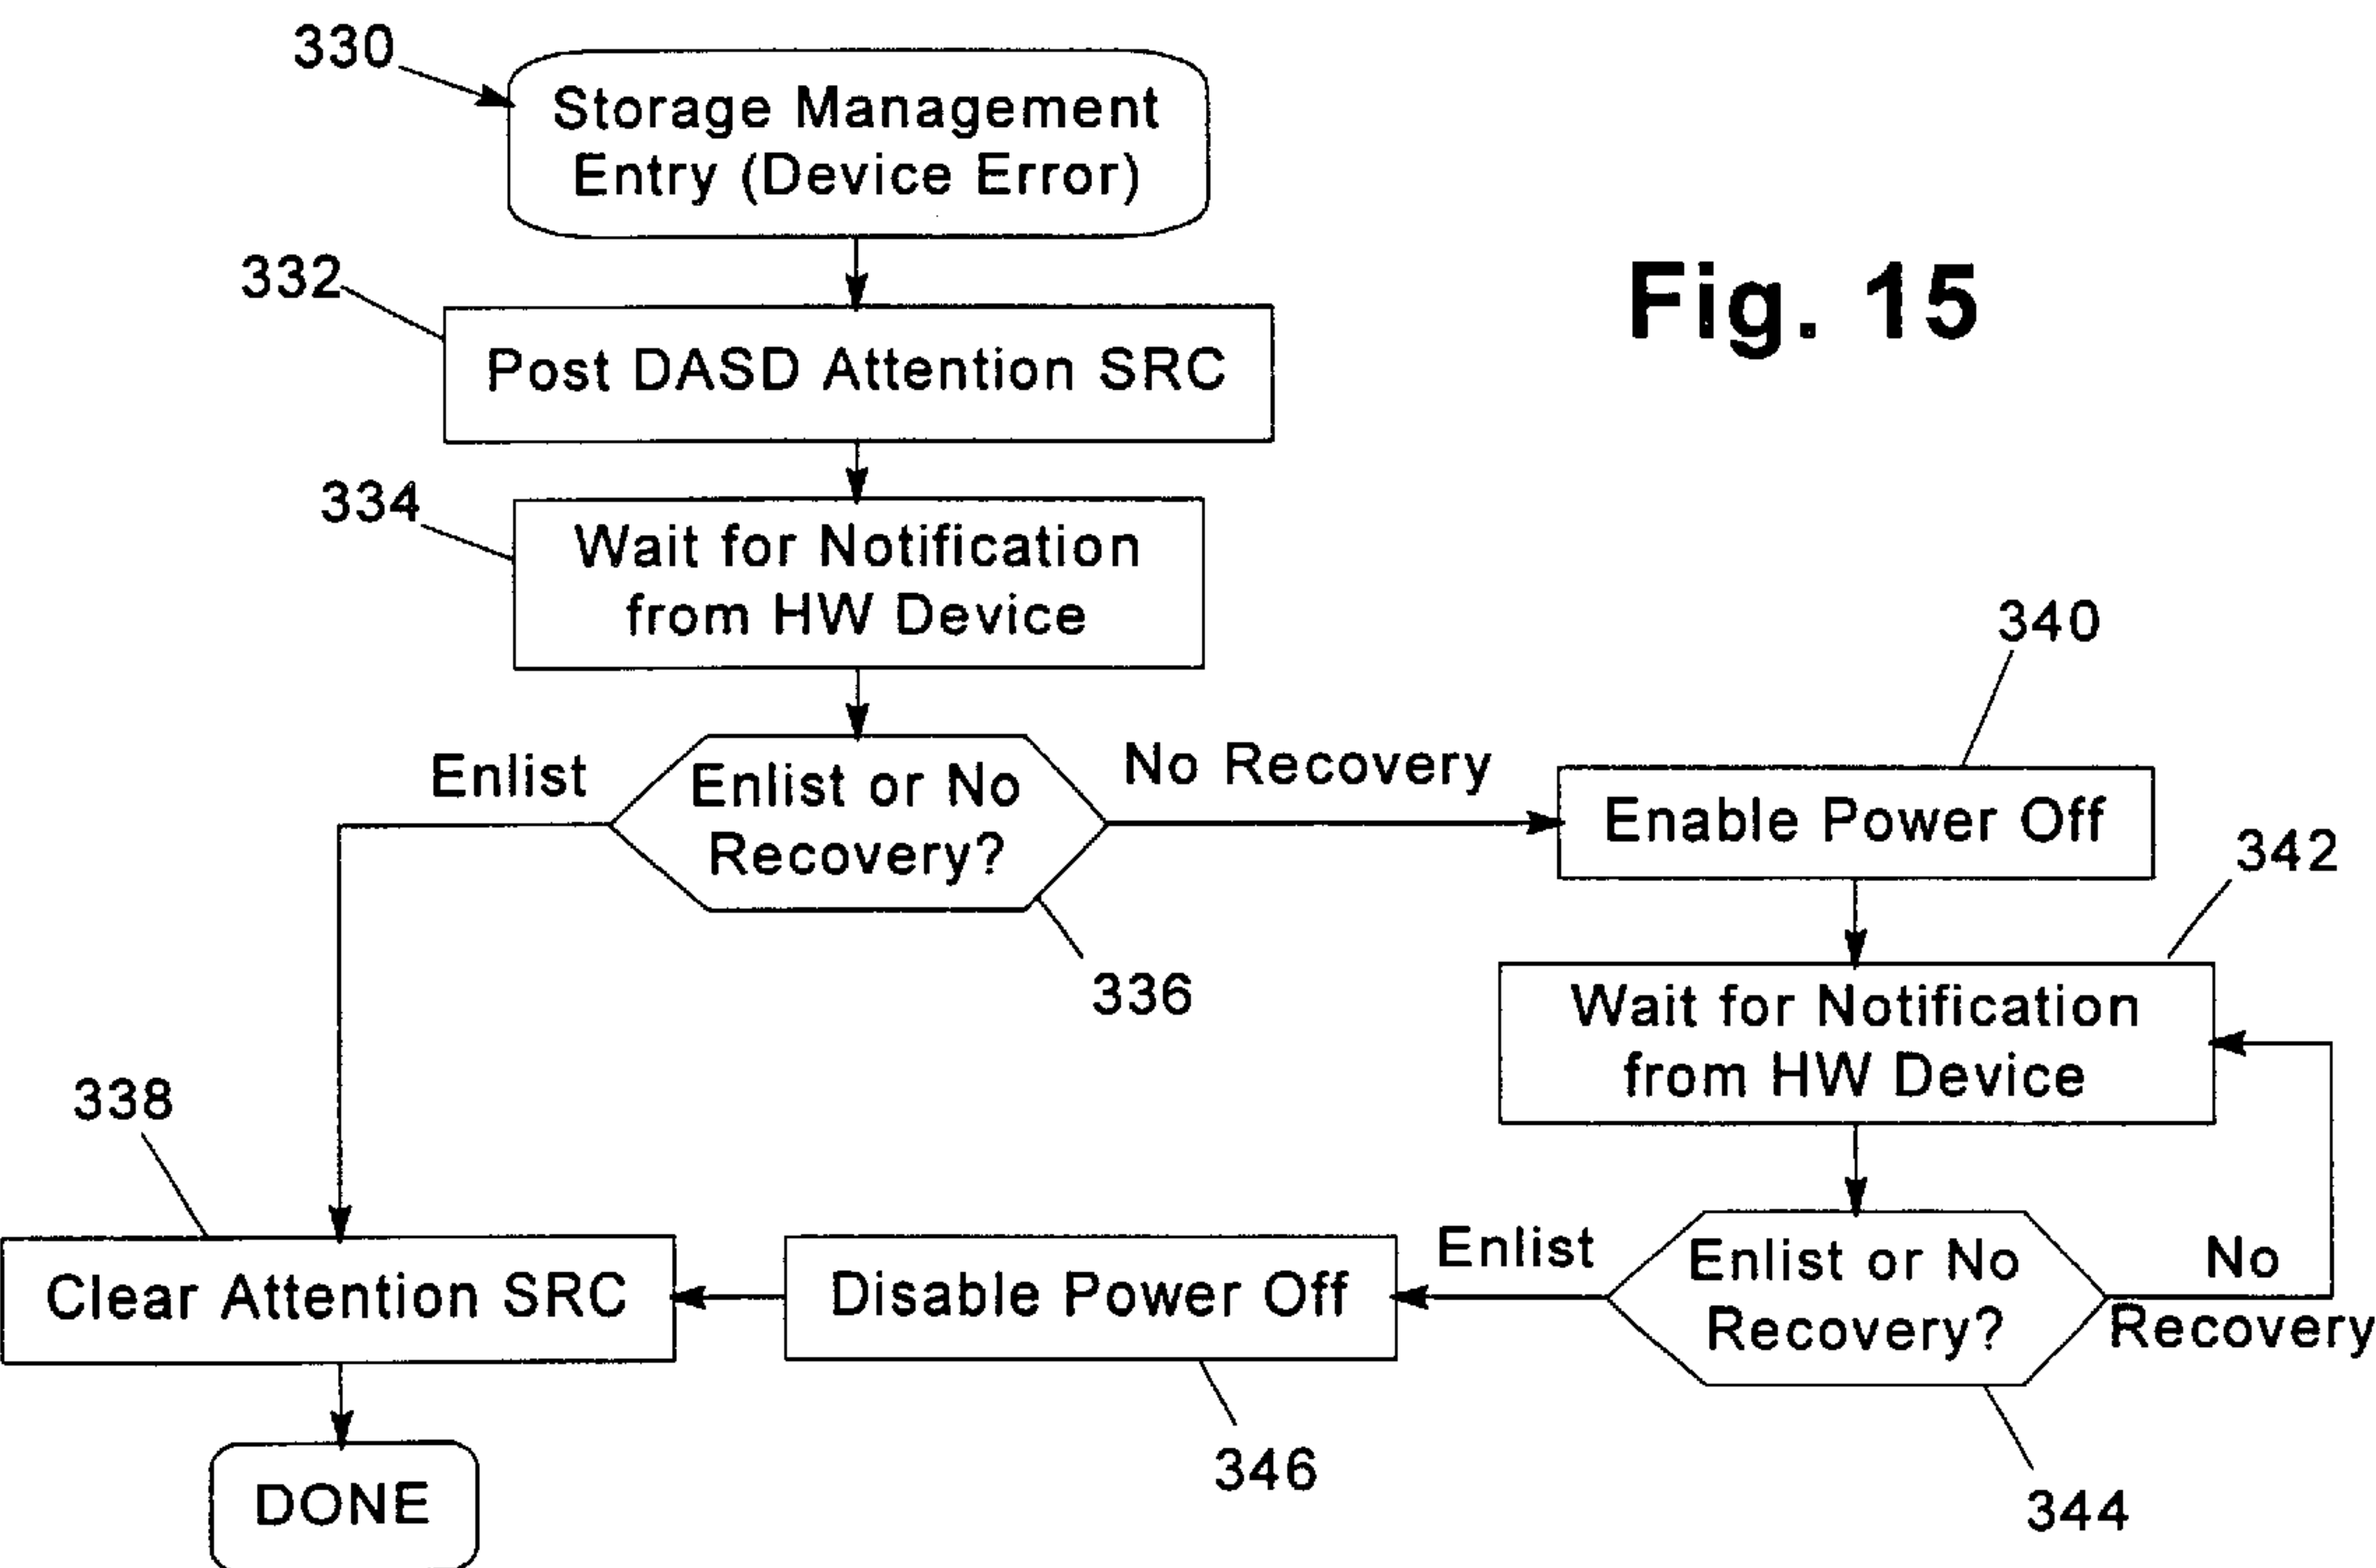 330
Storage Management
Entry (Device Error)
332
Fig. 15
Post DASD Attention SRC
334
Wait for Notification
from HW Device
340
Enlist
Enlist or No
Recovery?
No Recovery
Enable Power Off
342
336
Wait for Notification
from HW Device
338
Clear Attention SRC
Disable Power Off
Enlist
Enlist or No
Recovery?
No
Recovery
346
344
DONE